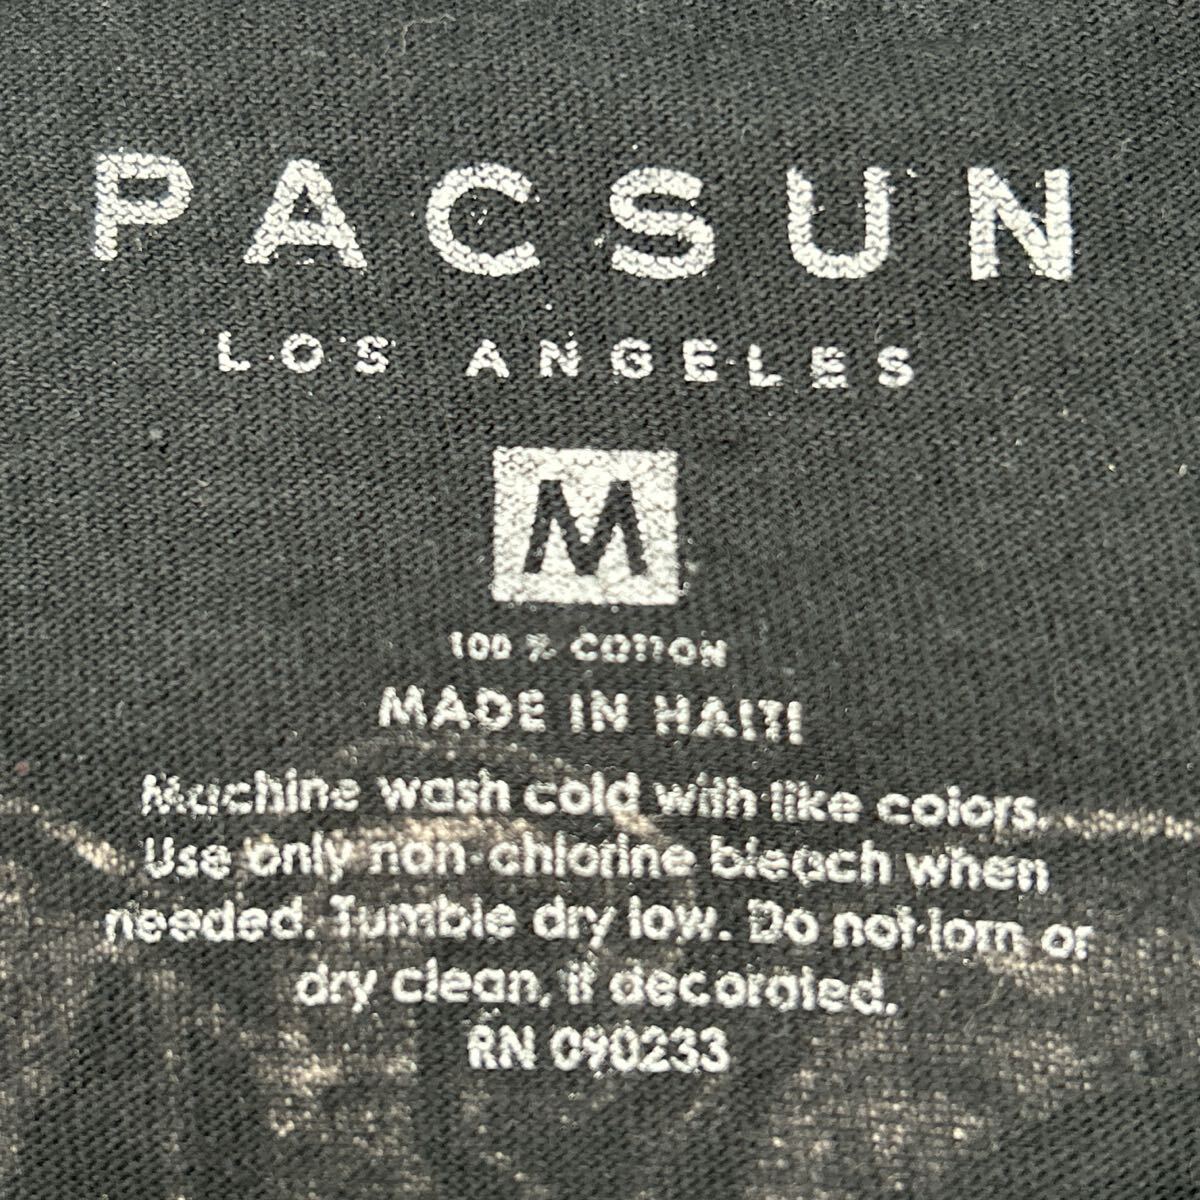 PACSUN
LOS ANGELES
M
100 % COTTON
MADE IN HAITI
Machine wash cold with like colors.
Use only non-chlorine bleach when
needed. Tumble dry low. Do not iorn or
dry clean, if decorated.
RN 090233